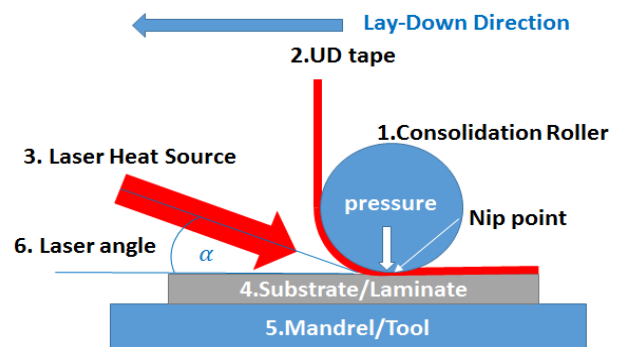 Lay-Down Direction
2.UD tape
1.Consolidation Roller
3. Laser Heat Source
pressure
Nip point
6. Laser angle
α
4.Substrate/Laminate
5.Mandrel/Tool